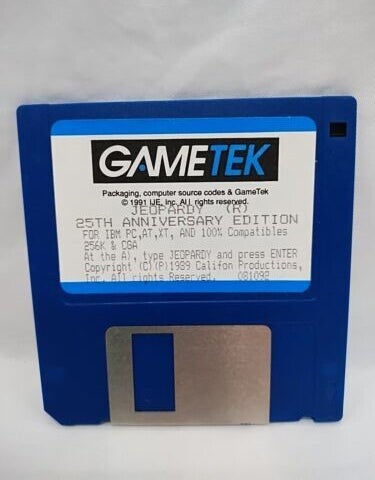 GAMETEK
Packaging, computer source codes & GameTek
© 1991 IJE, Inc. All rights reserved.
JEOPARDY (R)
25TH ANNIVERSARY EDITION
FOR IBM PC,AT,XT, AND 100% Compatibles
256K & CGA
At the A), type JEOPARDY and press ENTER
Copyright (C)(P)1989 Califon Productions,
Inc. All rights Reserved. 081092